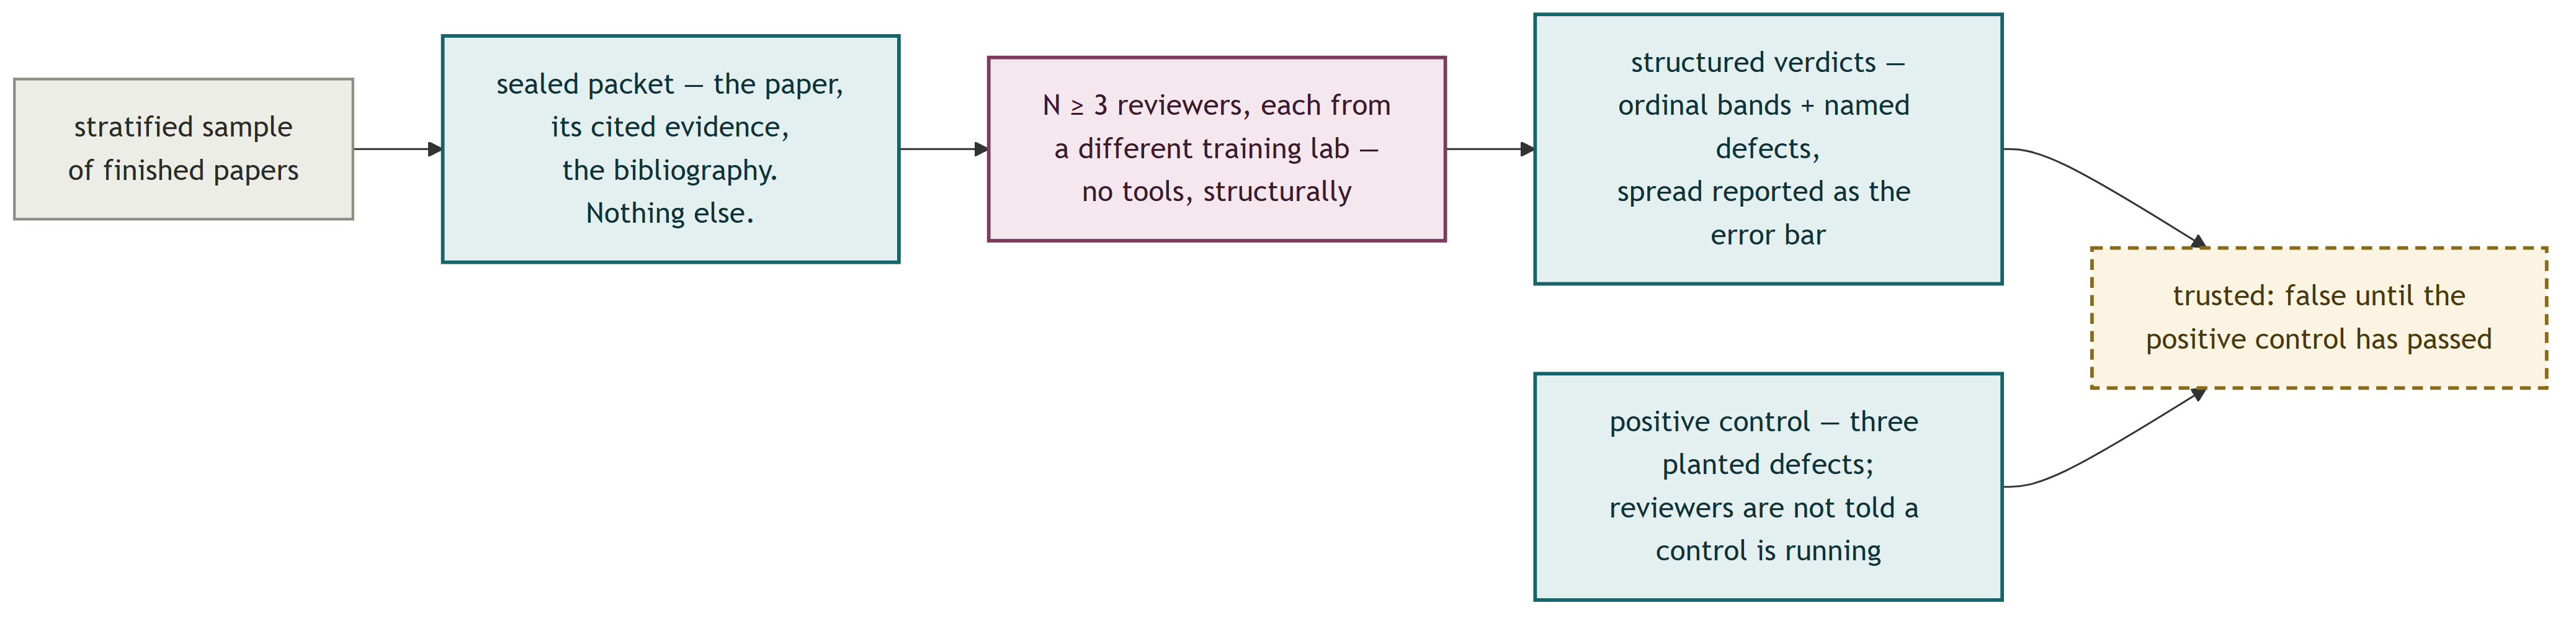 stratified sample
of finished papers
sealed packet — the paper,
its cited evidence,
the bibliography.
Nothing else.
N ≥ 3 reviewers, each from
a different training lab —
no tools, structurally
structured verdicts —
ordinal bands + named
defects,
spread reported as the
error bar
positive control — three
planted defects;
reviewers are not told a
control is running
trusted: false until the
positive control has passed